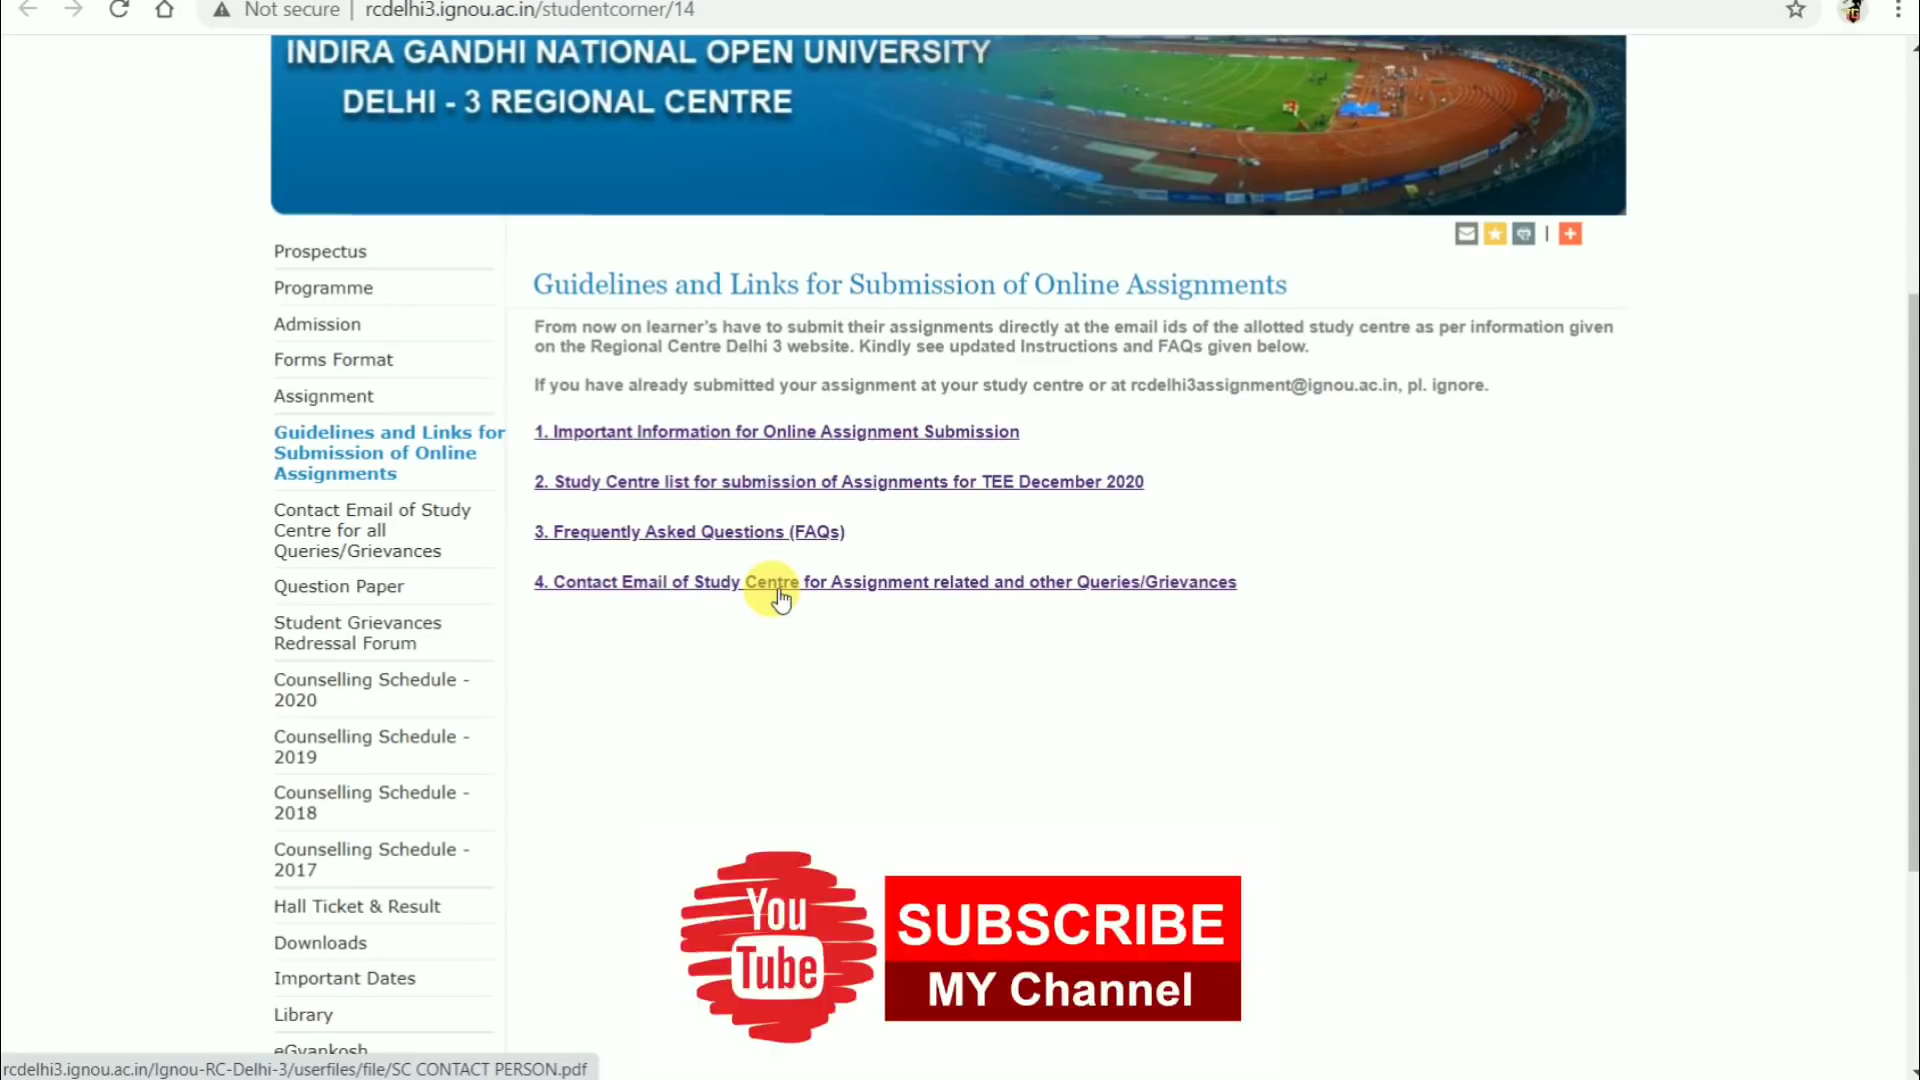 Not secure | rcdelhi3.ignou.ac.in/studentcorner/14
INDIRA GANDHI NATIONAL OPEN UNIVERSITY
DELHI - 3 REGIONAL CENTRE
Prospectus
Programme
Admission
Forms Format
Assignment
Guidelines and Links for
Submission of Online
Assignments
Contact Email of Study
Centre for all
Queries/Grievances
Question Paper
Student Grievances
Redressal Forum
Counselling Schedule -
2020
Counselling Schedule -
2019
Counselling Schedule -
2018
Counselling Schedule -
2017
Hall Ticket & Result
Downloads
Important Dates
Library
eGyankosh
Guidelines and Links for Submission of Online Assignments
From now on learner's have to submit their assignments directly at the email ids of the allotted study centre as per information given
on the Regional Centre Delhi 3 website. Kindly see updated Instructions and FAQs given below.
If you have already submitted your assignment at your study centre or at rcdelhi3assignment@ignou.ac.in, pl. ignore.
1. Important Information for Online Assignment Submission
2. Study Centre list for submission of Assignments for TEE December 2020
3. Frequently Asked Questions (FAQs)
4. Contact Email of Study Centre for Assignment related and other Queries/Grievances
You
Tube
SUBSCRIBE
MY Channel
rcdelhi3.ignou.ac.in/Ignou-RC-Delhi-3/userfiles/file/SC CONTACT PERSON.pdf